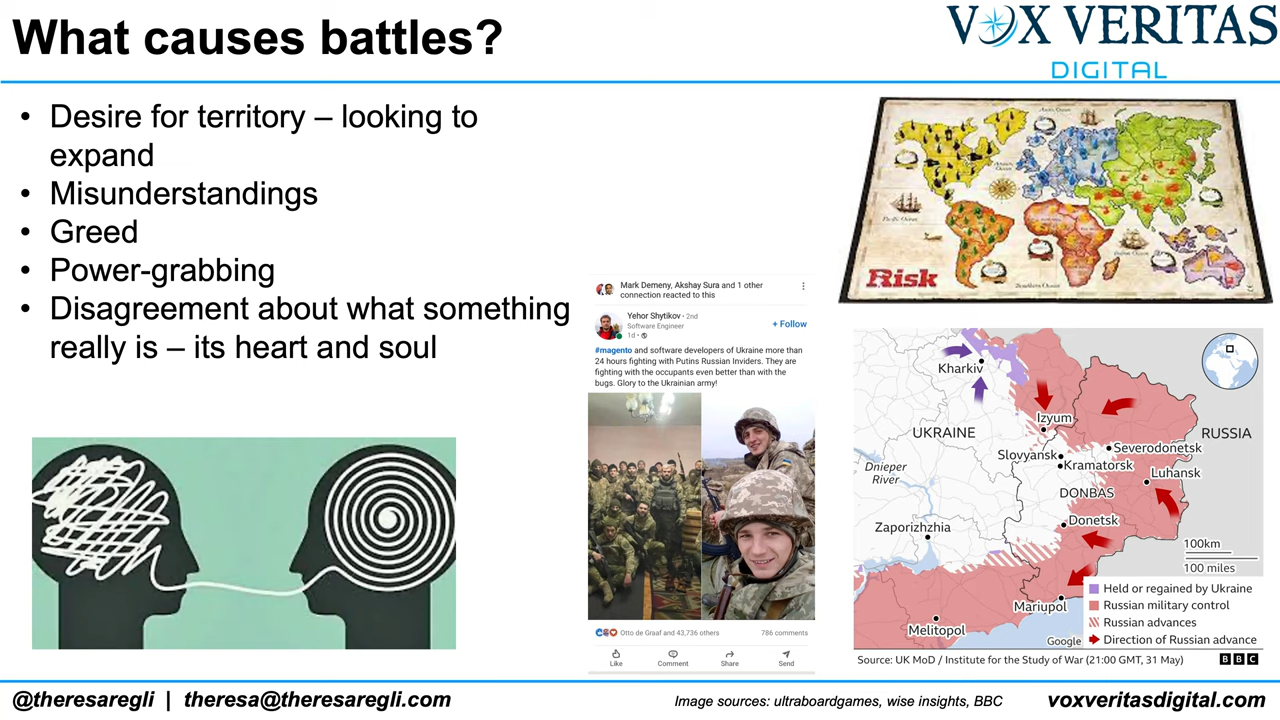 What causes battles?
VOX VERITAS
DIGITAL
• Desire for territory – looking to
expand
• Misunderstandings
• Greed
• Power-grabbing
• Disagreement about what something
really is – its heart and soul
Mark Demeny, Akshay Sura and 1 other
connection reacted to this
Yehor Shytikov • 2nd
Software Engineer
1d •
+ Follow
#magento and software developers of Ukraine more than
24 hours fighting with Putins Russian Inviders. They are
fighting with the occupants even better than with the
bugs. Glory to the Ukrainian army!
Otto de Graaf and 43,736 others
786 comments
Like
Comment
Share
Send
Pacific Ocean
Southern Ocean
Risk
Kharkiv
Izyum
UKRAINE
RUSSIA
Slovyansk
Severodonetsk
Kramatorsk
Luhansk
Dnieper
River
DONBAS
Zaporizhzhia
Donetsk
100km
100 miles
Mariupol
Melitopol
Held or regained by Ukraine
Russian military control
Russian advances
Direction of Russian advance
Google
Source: UK MoD / Institute for the Study of War (21:00 GMT, 31 May)
BBC
@theresaregli | theresa@theresaregli.com
Image sources: ultraboardgames, wise insights, BBC
voxveritasdigital.com